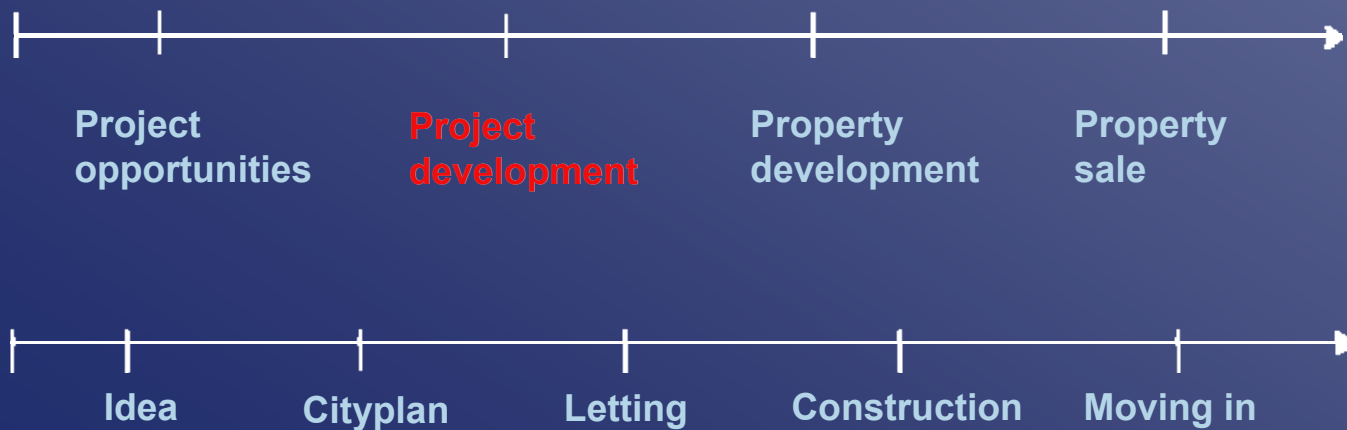 Project
opportunities
Project
development
Property
development
Property
sale
Idea
Cityplan
Letting
Construction
Moving in